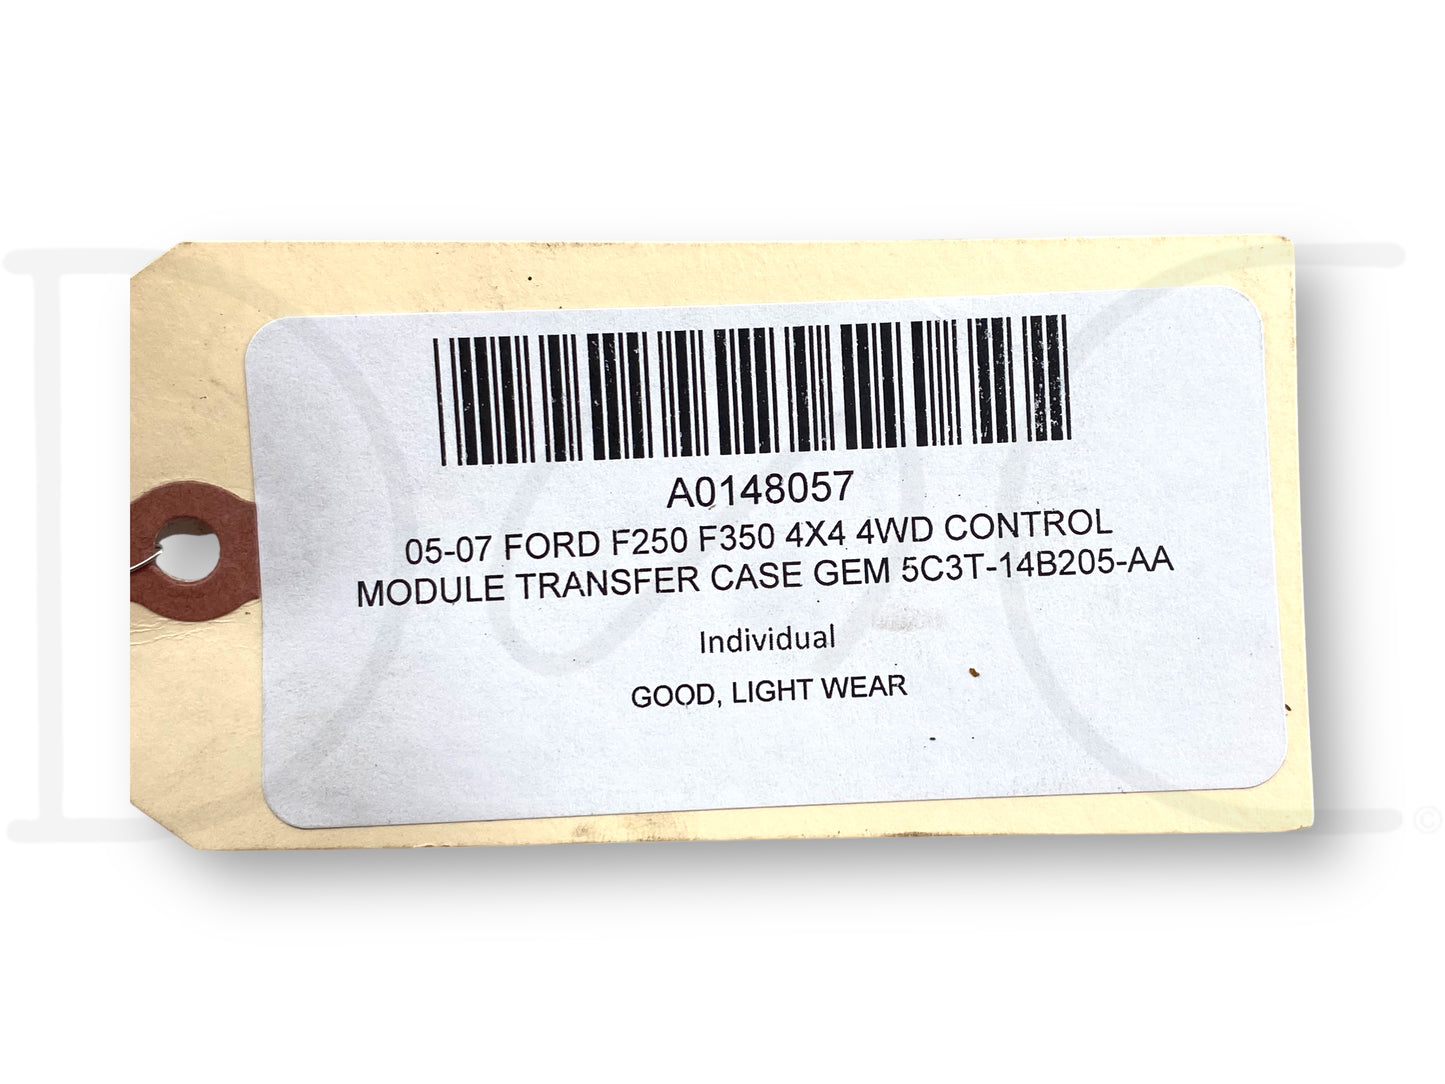 A0148057
05-07 FORD F250 F350 4X4 4WD CONTROL
MODULE TRANSFER CASE GEM 5C3T-14B205-AA
Individual
GOOD, LIGHT WEAR
©